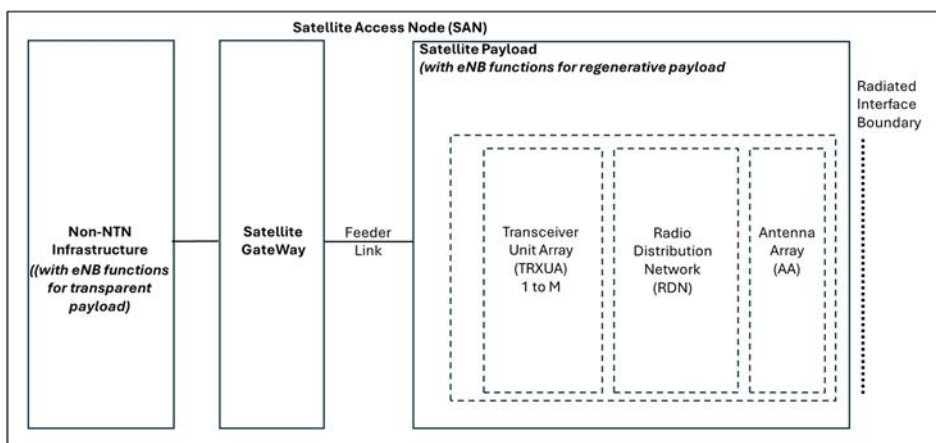 Satellite Access Node (SAN)
Non-NTN
Infrastructure
((with eNB functions
for transparent
payload)
Satellite
GateWay
Feeder
Link
Satellite Payload
(with eNB functions for regenerative payload
Transceiver
Unit Array
(TRXUA)
1 to M
Radio
Distribution
Network
(RDN)
Antenna
Array
(AA)
Radiated
Interface
Boundary